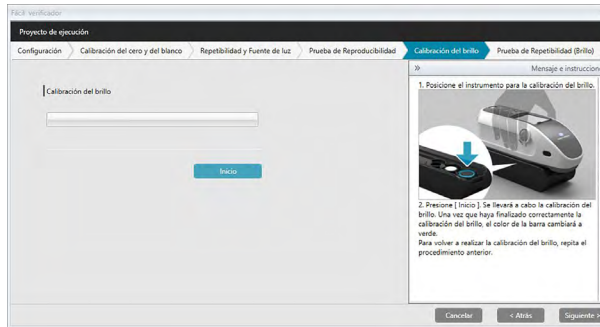 Fácil verificador
Proyecto de ejecución
Configuración
Calibración del cero y del blanco
Repetibilidad y Fuente de luz
Prueba de Reproducibilidad
Calibración del brillo
Prueba de Repetibilidad (Brillo)
» Mensaje e instruccion
Calibración del brillo
Inicio
1. Posicione el instrumento para la calibración del brillo.
2. Presione [ Inicio ]. Se llevará a cabo la calibración del
brillo. Una vez que haya finalizado correctamente la
calibración del brillo, el color de la barra cambiará a
verde.
Para volver a realizar la calibración del brillo, repita el
procedimiento anterior.
Cancelar
< Atrás
Siguiente >